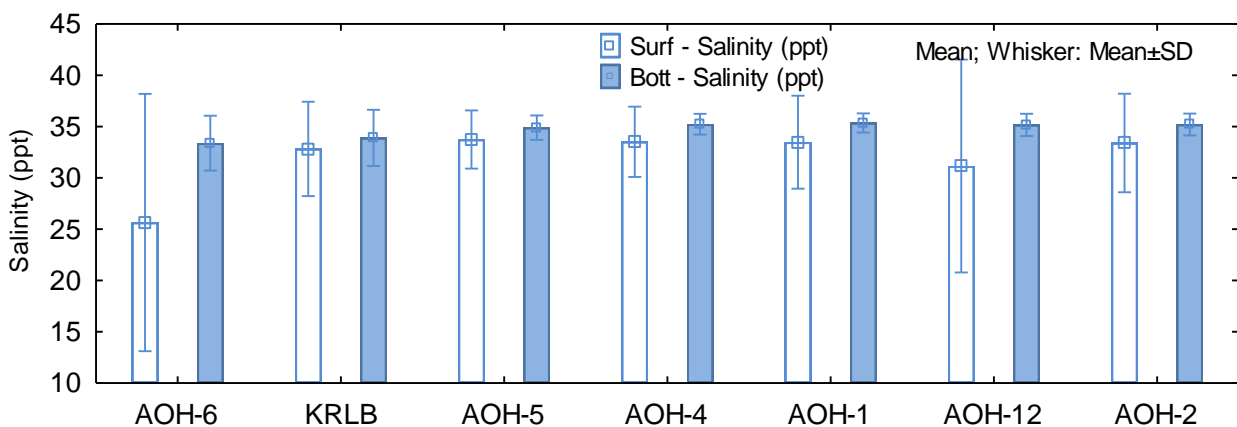 45
40
35
30
25
20
15
10
Salinity (ppt)
Surf - Salinity (ppt)
Bott - Salinity (ppt)
Mean; Whisker: Mean±SD
AOH-6 KRLB AOH-5 AOH-4 AOH-1 AOH-12 AOH-2